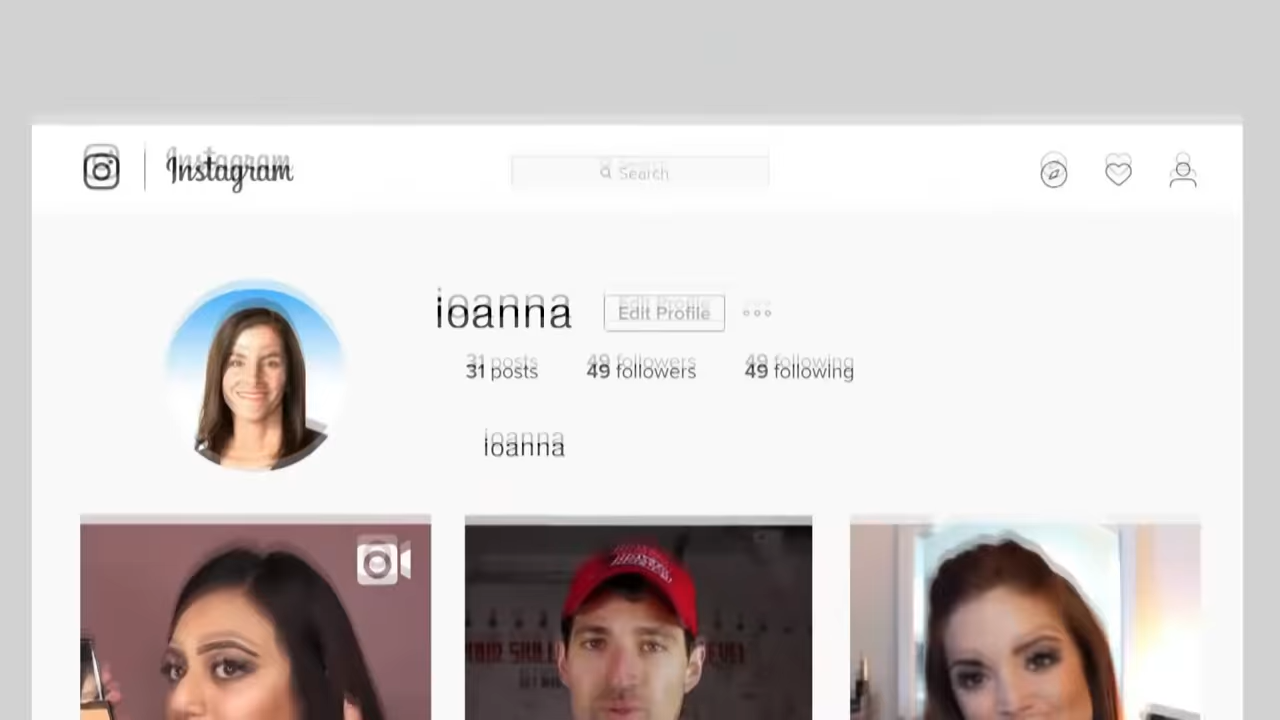 Instagram
Search
ioanna Edit Profile
31 posts 49 followers 49 following
ioanna